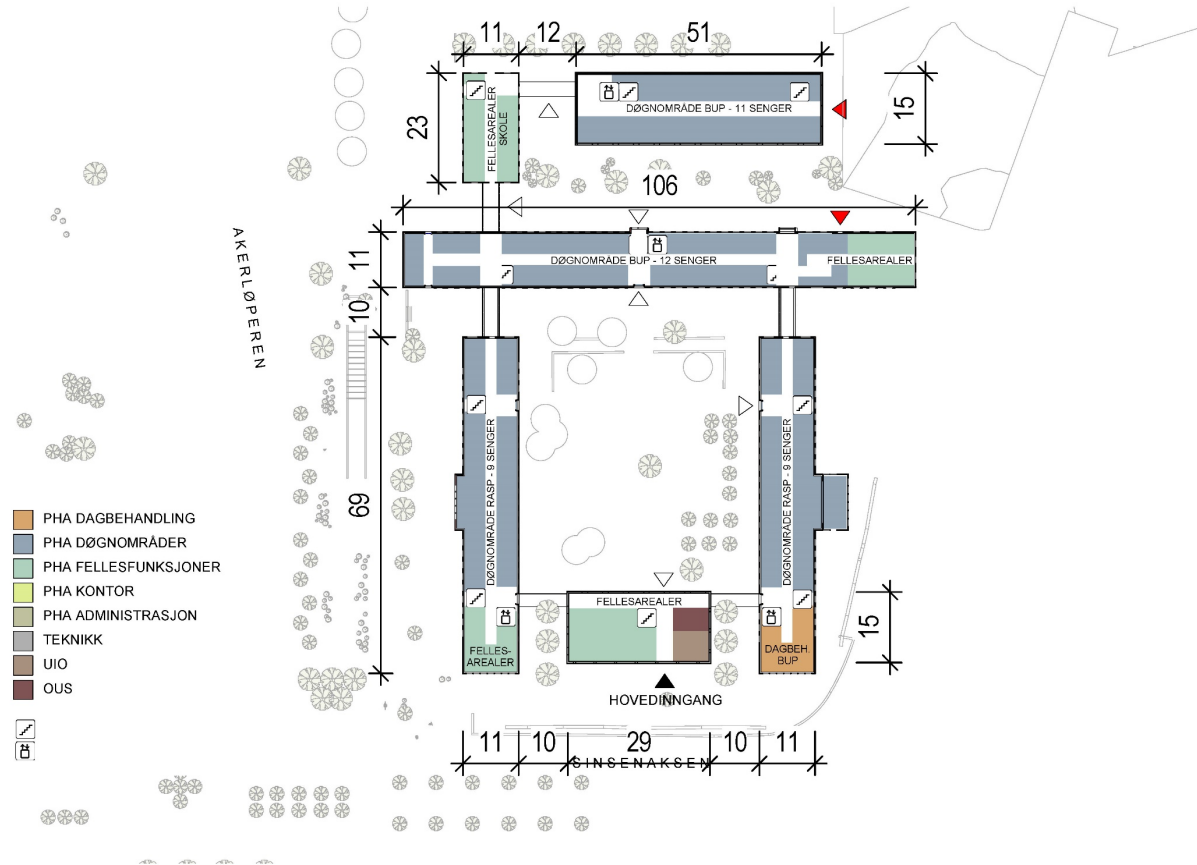 11
12
51
23
FELLESAREALER
SKOLE
DØGNOMRÅDE BUP - 11 SENGER
15
106
AKERLØPEREN
11
DØGNOMRÅDE BUP - 12 SENGER
FELLESAREALER
10
69
DØGNOMRÅDE RASP - 9 SENGER
DØGNOMRÅDE RASP - 9 SENGER
PHA DAGBEHANDLING
PHA DØGNOMRÅDER
PHA FELLESFUNKSJONER
PHA KONTOR
PHA ADMINISTRASJON
TEKNIKK
UIO
OUS
FELLESAREALER
FELLES-
AREALER
DAGBEH.
BUP
15
HOVEDINNGANG
11
10
29
10
11
SINSENAKSEN